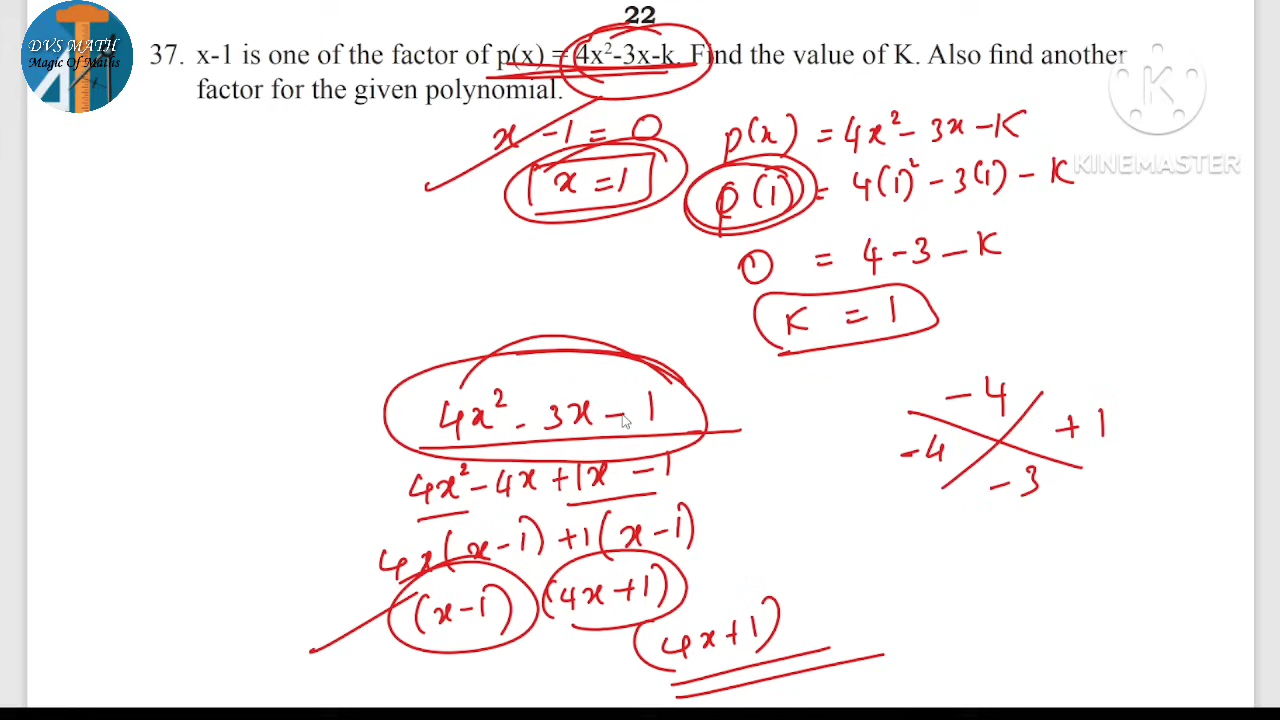 22
DVS MATH
Magic Of Maths
37. x-1 is one of the factor of p(x) = 4x²-3x-k. Find the value of K. Also find another
factor for the given polynomial.
K
KINEMASTER
x - 1 = 0
x = 1
p(x) = 4x² - 3x - K
p(1) = 4(1)² - 3(1) - K
0 = 4 - 3 - K
K = 1
4x² - 3x - 1
4x² - 4x + 1x - 1
4x(x-1) + 1(x-1)
(x-1) (4x+1)
(4x+1)
-4
-4 +1
-3